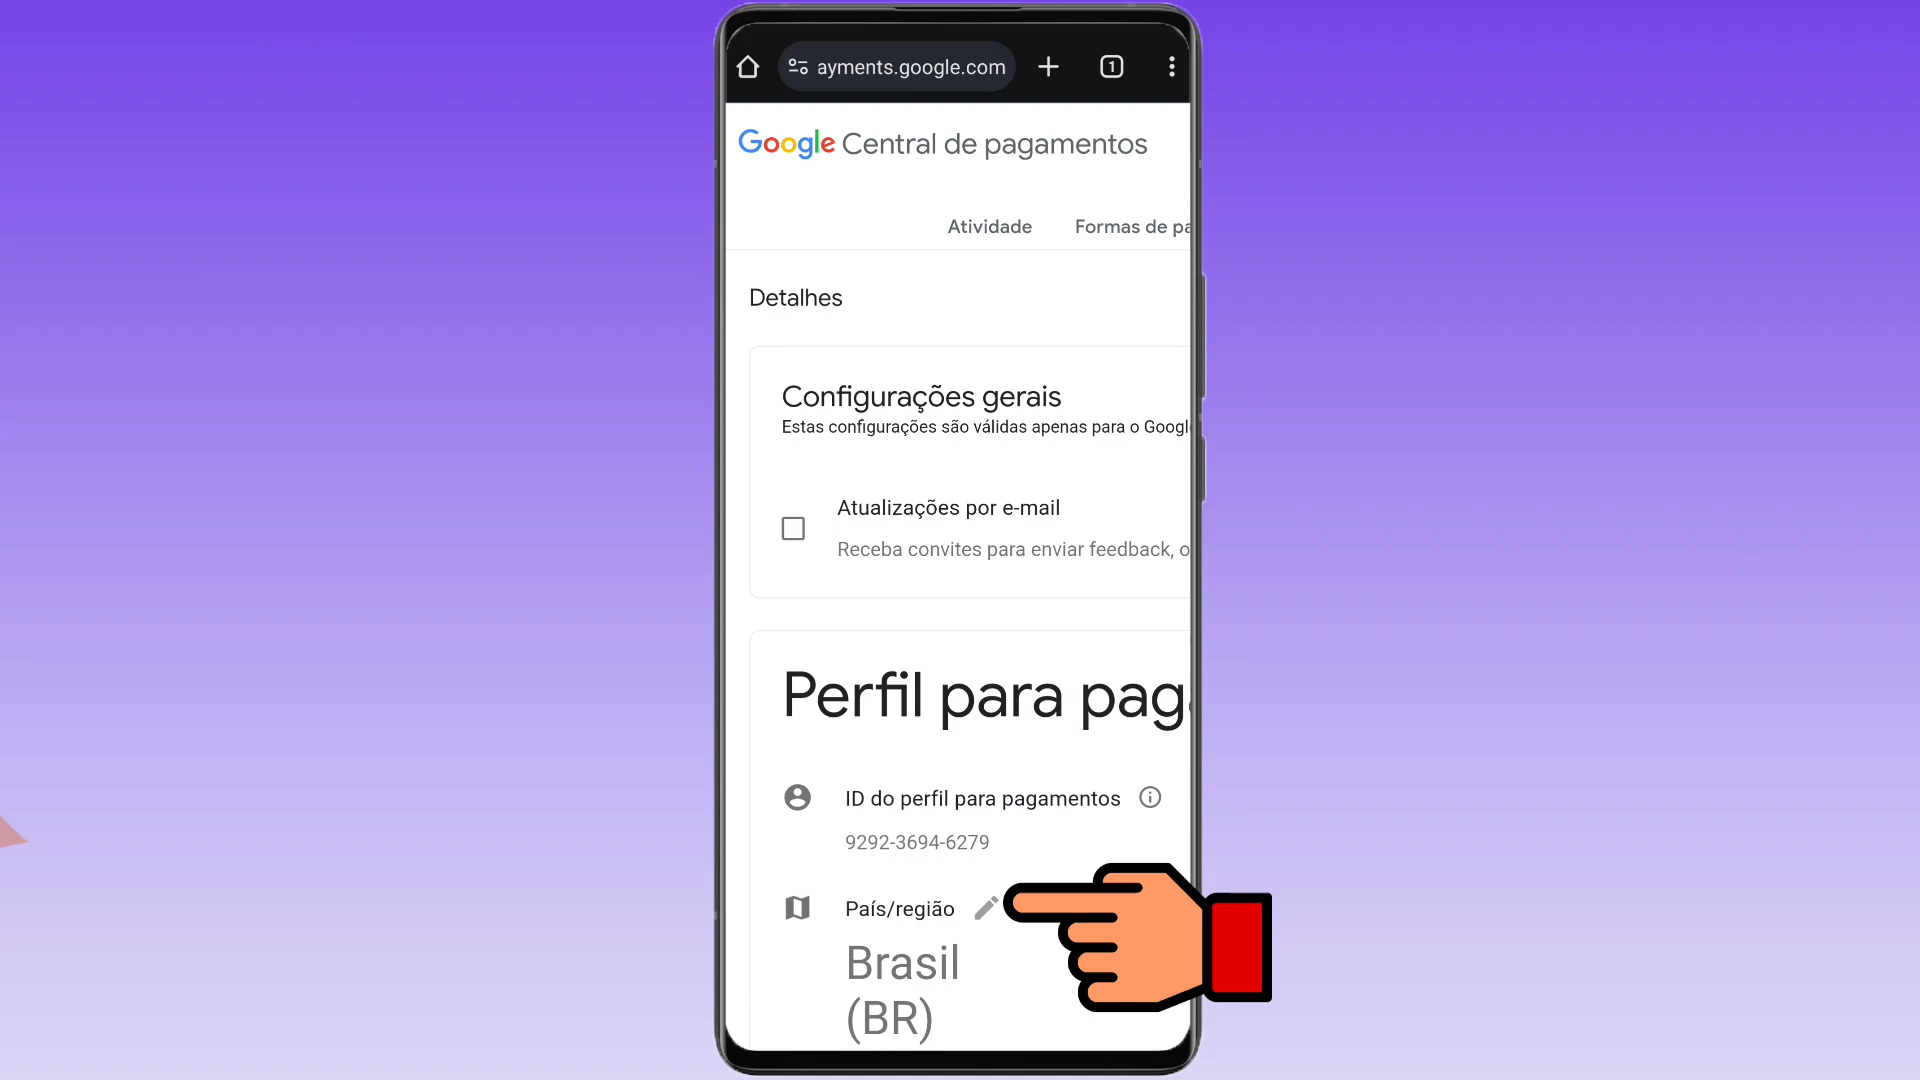 ayments.google.com
1
Google Central de pagamentos
Atividade Formas de pa
Detalhes
Configurações gerais
Estas configurações são válidas apenas para o Googl
Atualizações por e-mail
Receba convites para enviar feedback, o
Perfil para pag
ID do perfil para pagamentos
9292-3694-6279
País/região
Brasil
(BR)